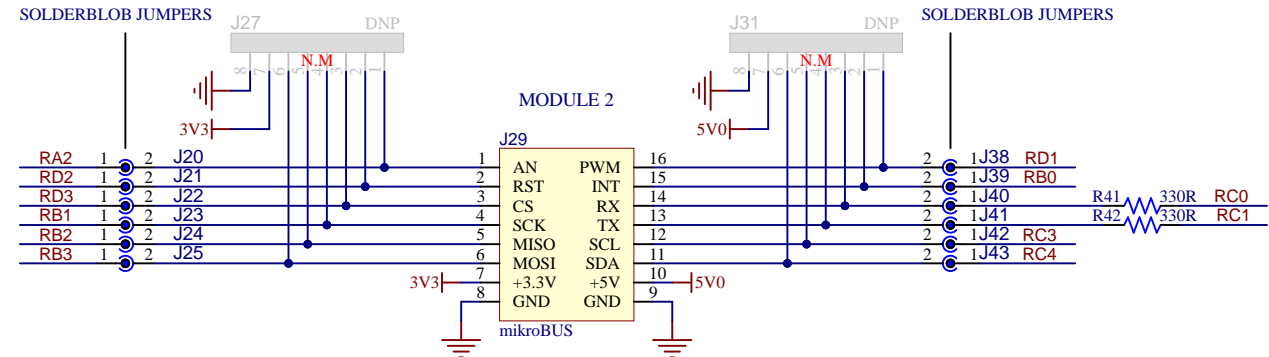 SOLDERBLOB JUMPERS
SOLDERBLOB JUMPERS
J27 DNP
N.M
8 7 6 5 4 3 2 1
3V3
J31 DNP
N.M
8 7 6 5 4 3 2 1
5V0
MODULE 2
J29
RA2 1 2 J20 1 AN PWM 16 2 1 J38 RD1
RD2 1 2 J21 2 RST INT 15 2 1 J39 RB0
RD3 1 2 J22 3 CS RX 14 2 1 J40 R41 330R RC0
RB1 1 2 J23 4 SCK TX 13 2 1 J41 R42 330R RC1
RB2 1 2 J24 5 MISO SCL 12 2 1 J42 RC3
RB3 1 2 J25 6 MOSI SDA 11 2 1 J43 RC4
3V3 7 +3.3V +5V 10 5V0
8 GND GND 9
mikroBUS